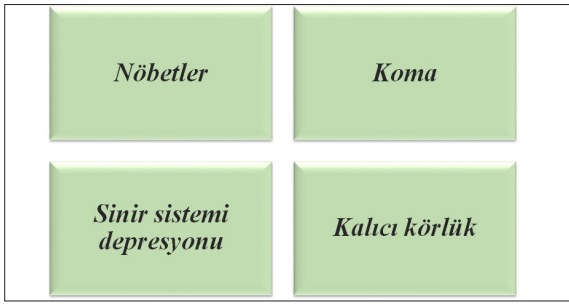 Nöbetler
Koma
Sinir sistemi
depresyonu
Kalıcı körlük